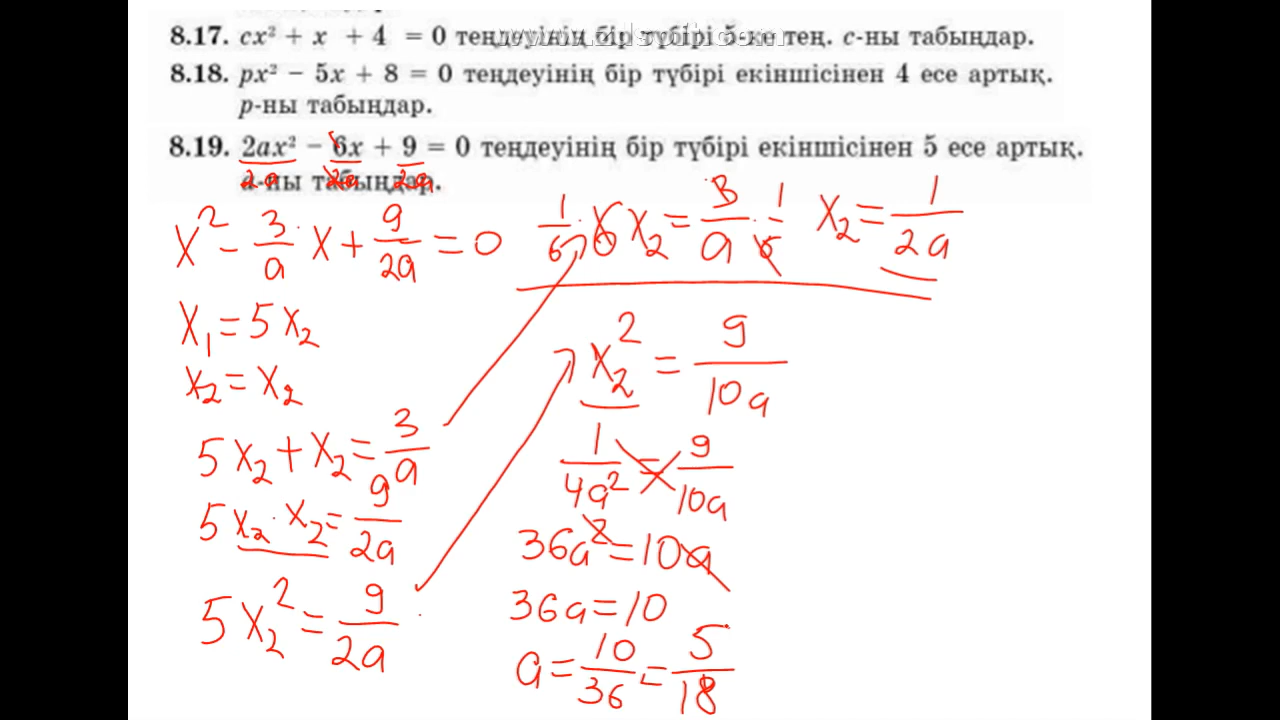 8.17. cx² + x + 4 = 0 теңдеуінің бір түбірі 5-ке тең. c-ны табыңдар.
8.18. px² − 5x + 8 = 0 теңдеуінің бір түбірі екіншісінен 4 есе артық.
p-ны табыңдар.
8.19. 2ax² − 6x + 9 = 0 теңдеуінің бір түбірі екіншісінен 5 есе артық.
2a 2a 2a
a-ны табыңдар.
x² − 3/a · x + 9/2a = 0
x₁ = 5x₂
x₂ = x₂
5x₂ + x₂ = 3/a
5x₂ · x₂ = 9/2a
5x₂² = 9/2a
1/6 · 6x₂ = 3/a · 1/6
x₂ = 1/2a
x₂² = 9/10a
1/4a² = 9/10a
36a² = 10a
36a = 10
a = 10/36 = 5/18